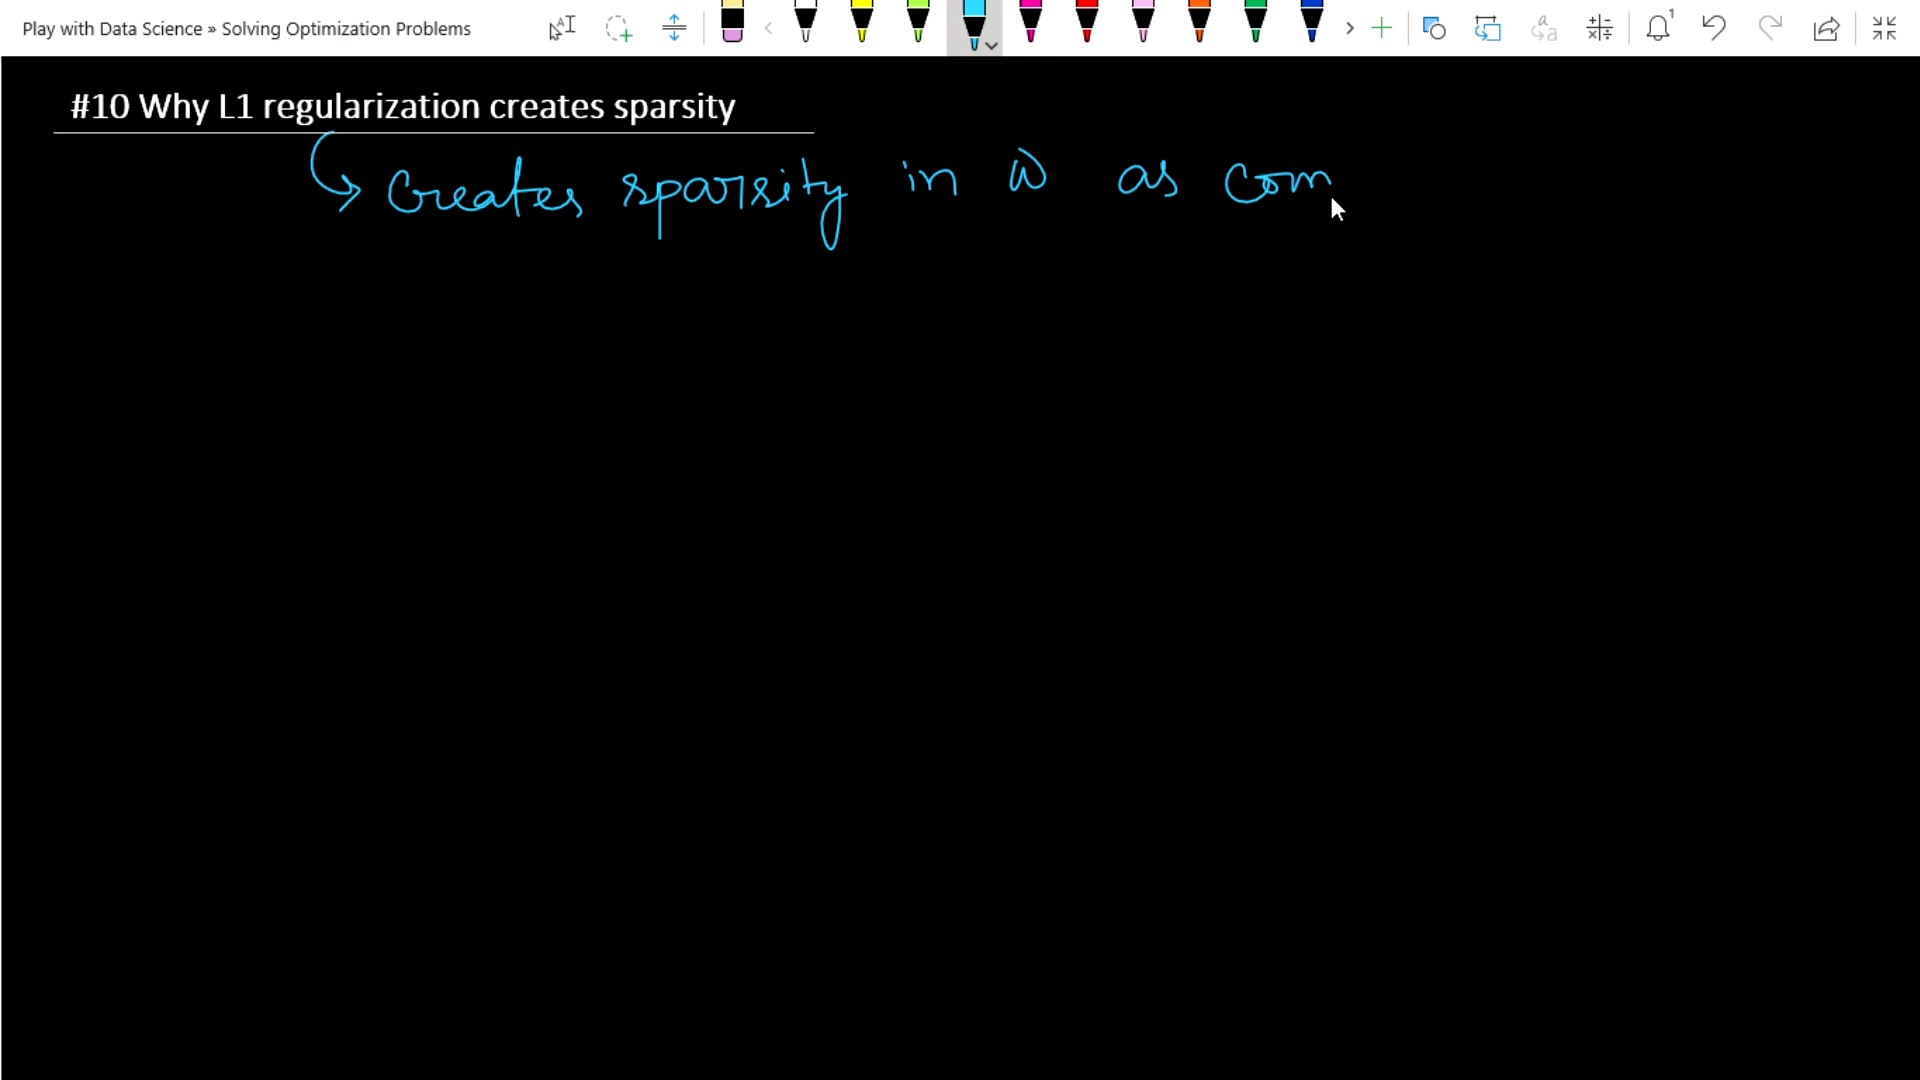 Play with Data Science » Solving Optimization Problems
#10 Why L1 regularization creates sparsity
Creates sparsity in W as com